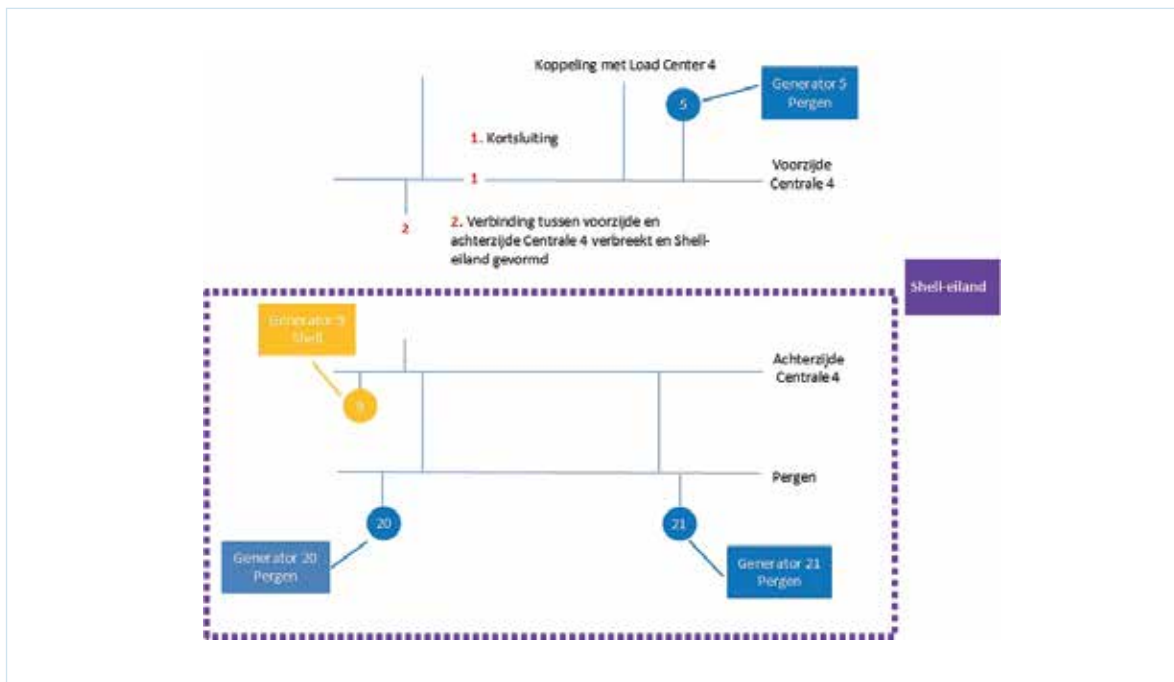 Koppeling met Load Center 4
Generator 5
Pergen
5
1. Kortsluiting
Voorzijde
Centrale 4
1
2
2. Verbinding tussen voorzijde en
achterzijde Centrale 4 verbreekt en Shell-
eiland gevormd
Shell-eiland
Generator 9
Shell
Achterzijde
Centrale 4
9
Pergen
20
21
Generator 20
Pergen
Generator 21
Pergen